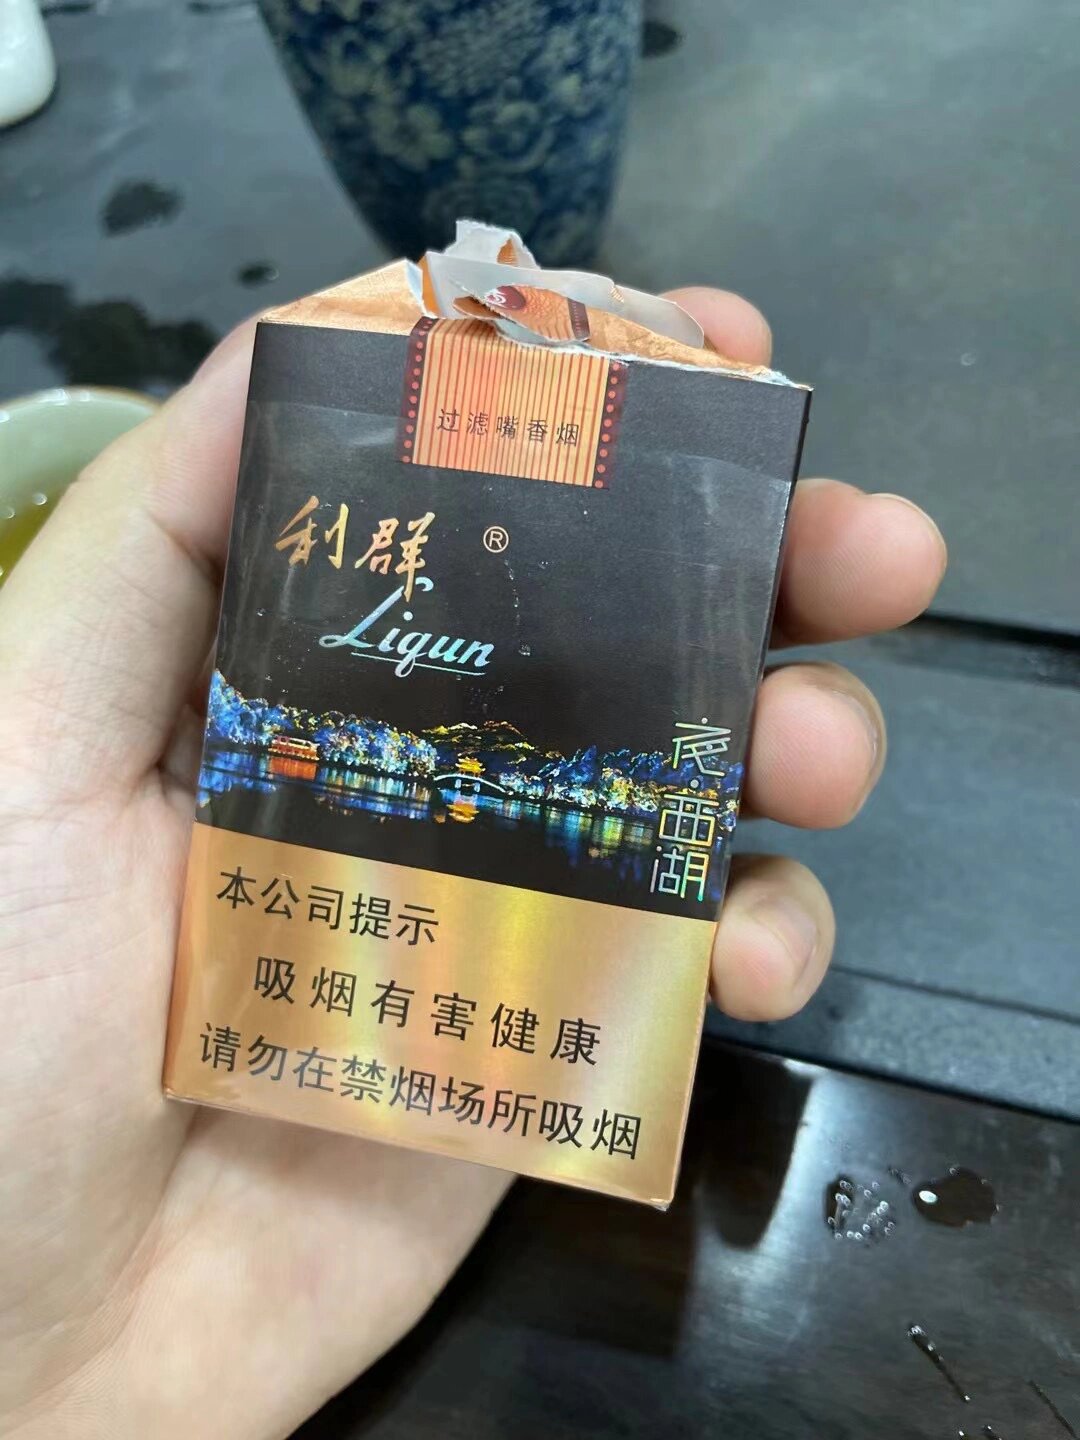 过滤嘴香烟
利群®
Liqun
夜·西湖
本公司提示
吸烟有害健康
请勿在禁烟场所吸烟